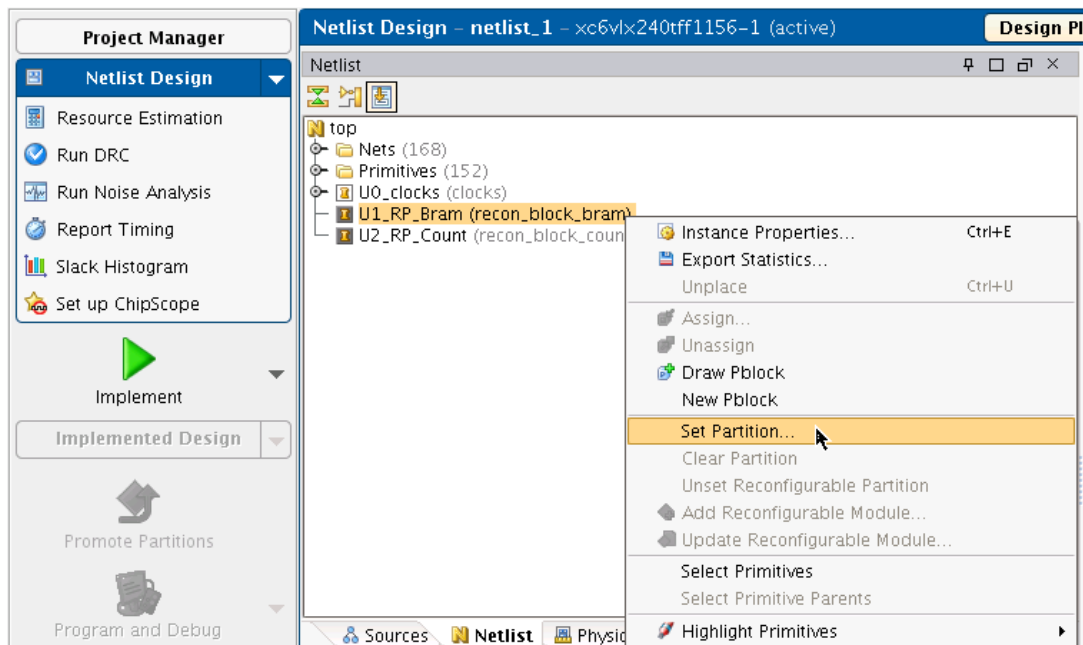 Project Manager
Netlist Design
Resource Estimation
Run DRC
Run Noise Analysis
Report Timing
Slack Histogram
Set up ChipScope
Implement
Implemented Design
Promote Partitions
Program and Debug
Netlist Design - netlist_1 - xc6vlx240tff1156-1 (active)
Design Pl
Netlist
top
Nets (168)
Primitives (152)
U0_clocks (clocks)
U1_RP_Bram (recon_block_bram)
U2_RP_Count (recon_block_coun
Instance Properties... Ctrl+E
Export Statistics...
Unplace Ctrl+U
Assign...
Unassign
Draw Pblock
New Pblock
Set Partition...
Clear Partition
Unset Reconfigurable Partition
Add Reconfigurable Module...
Update Reconfigurable Module...
Select Primitives
Select Primitive Parents
Highlight Primitives
Sources Netlist Physic